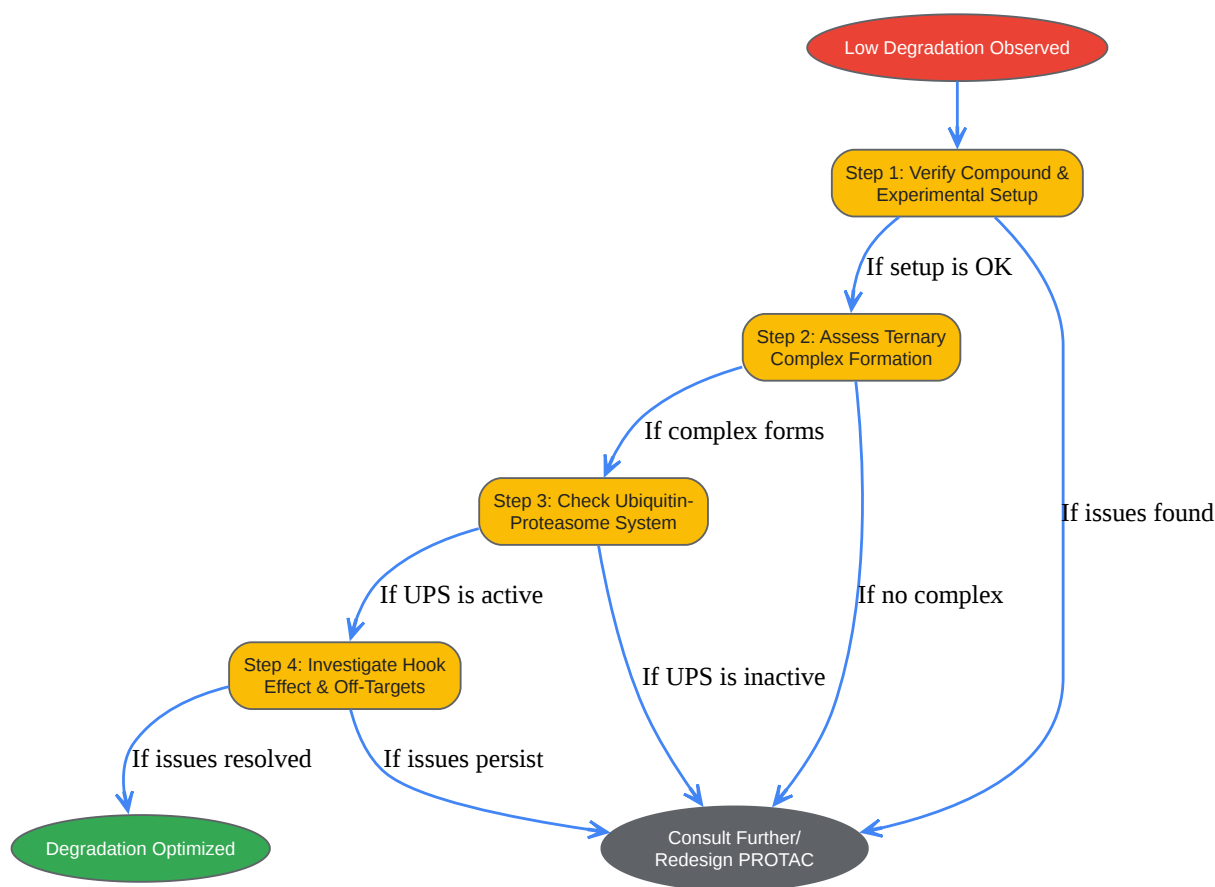 Low Degradation Observed
Step 1: Verify Compound &
Experimental Setup
If setup is OK
Step 2: Assess Ternary
Complex Formation
If complex forms
Step 3: Check Ubiquitin-
Proteasome System
If issues found
If UPS is active
If no complex
Step 4: Investigate Hook
Effect & Off-Targets
If UPS is inactive
If issues resolved
If issues persist
Degradation Optimized
Consult Further/
Redesign PROTAC